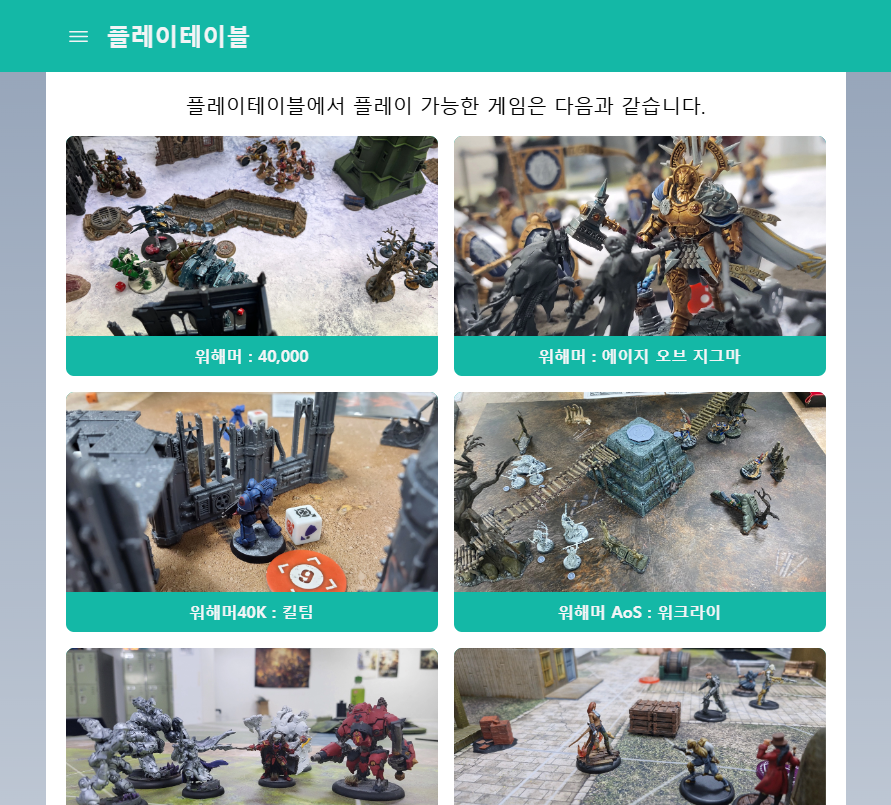 플레이테이블
플레이테이블에서 플레이 가능한 게임은 다음과 같습니다.
워해머 : 40,000
워해머 : 에이지 오브 지그마
워해머40K : 킬팀
워해머 AoS : 워크라이